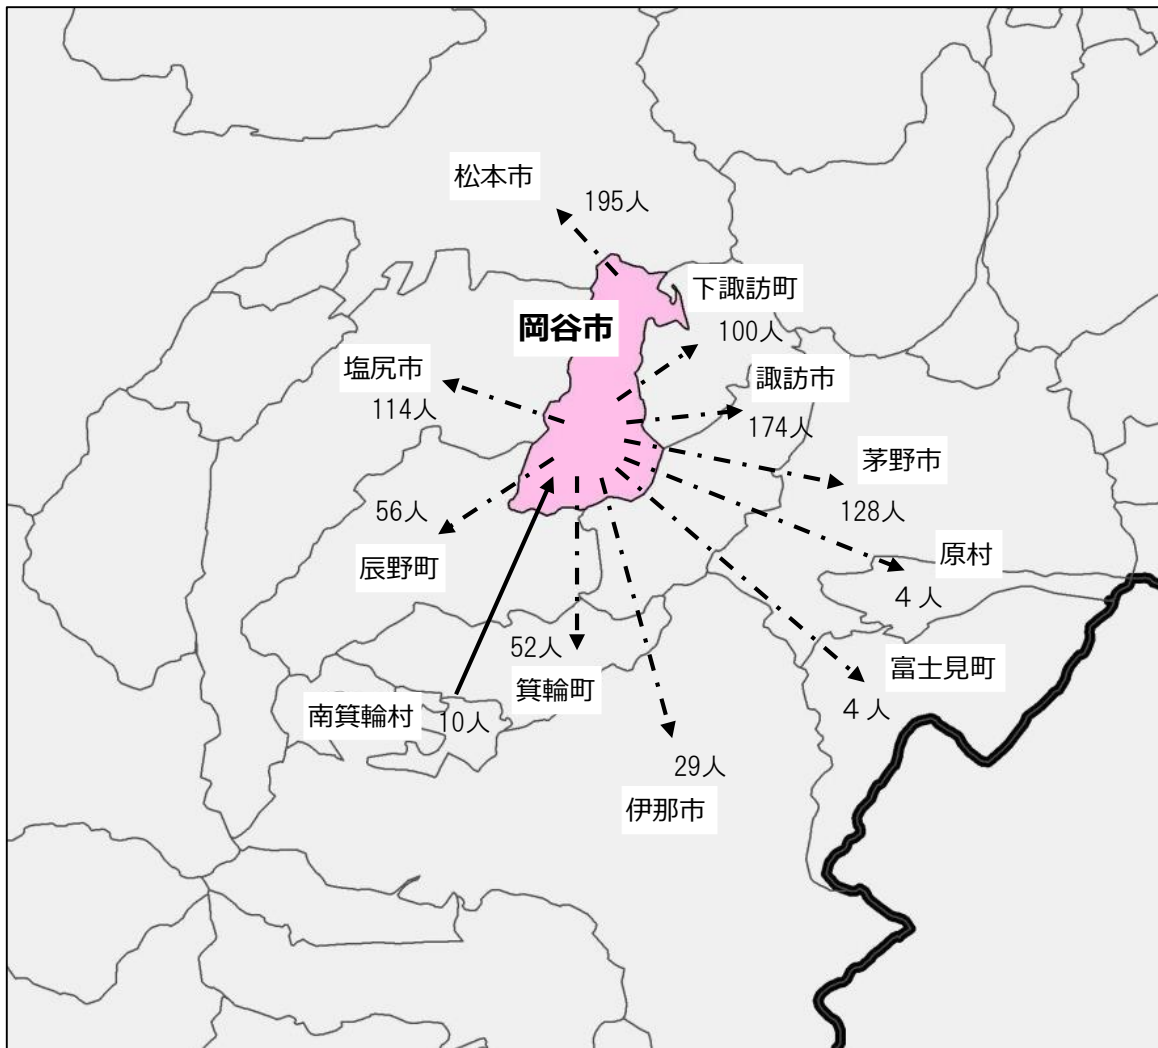 松本市
195人
下諏訪町
100人
岡谷市
塩尻市
114人
諏訪市
174人
茅野市
128人
56人
辰野町
原村
４人
52人
箕輪町
富士見町
４人
南箕輪村
10人
29人
伊那市